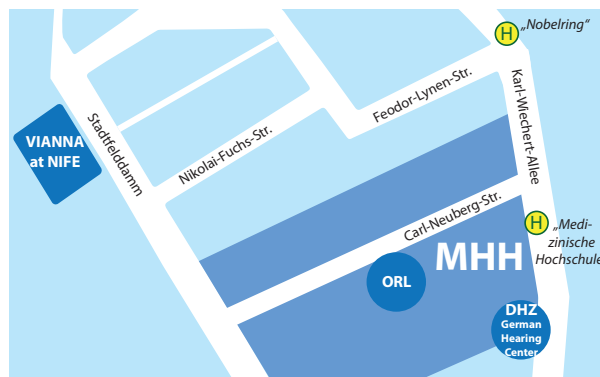 „Nobelring“
H
Feodor-Lynen-Str.
Karl-Wiechert-Allee
Stadtfelddamm
VIANNA
at NIFE
Nikolai-Fuchs-Str.
Carl-Neuberg-Str.
H
„Medi-
zinische
Hochschule“
MHH
ORL
DHZ
German
Hearing
Center